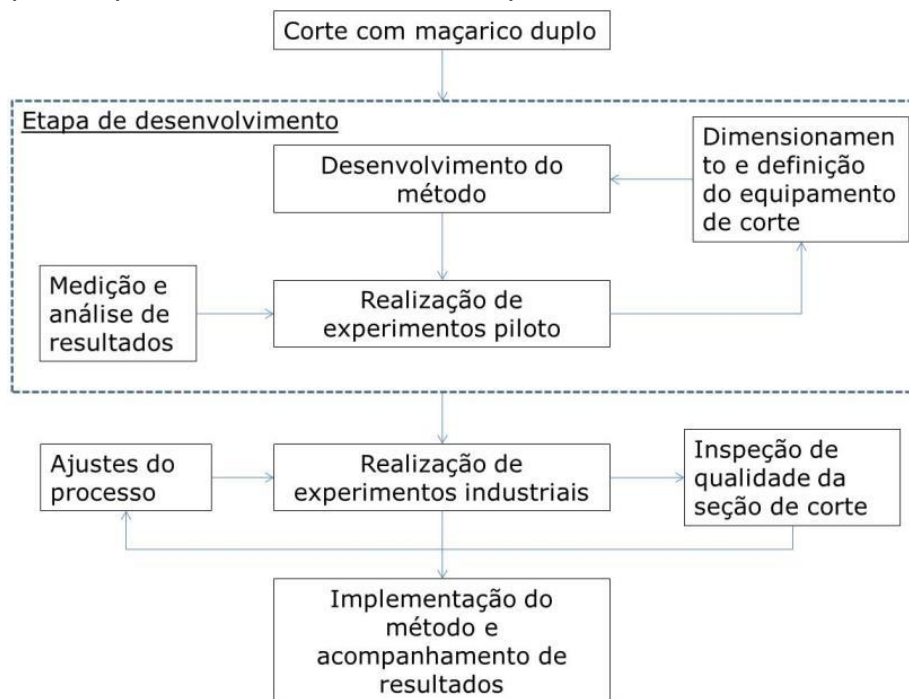 Corte com maçarico duplo
Etapa de desenvolvimento
Desenvolvimento do
método
Dimensionamen
to e definição
do equipamento
de corte
Medição e
análise de
resultados
Realização de
experimentos piloto
Ajustes do
processo
Realização de
experimentos industriais
Inspeção de
qualidade da
seção de corte
Implementação do
método e
acompanhamento de
resultados